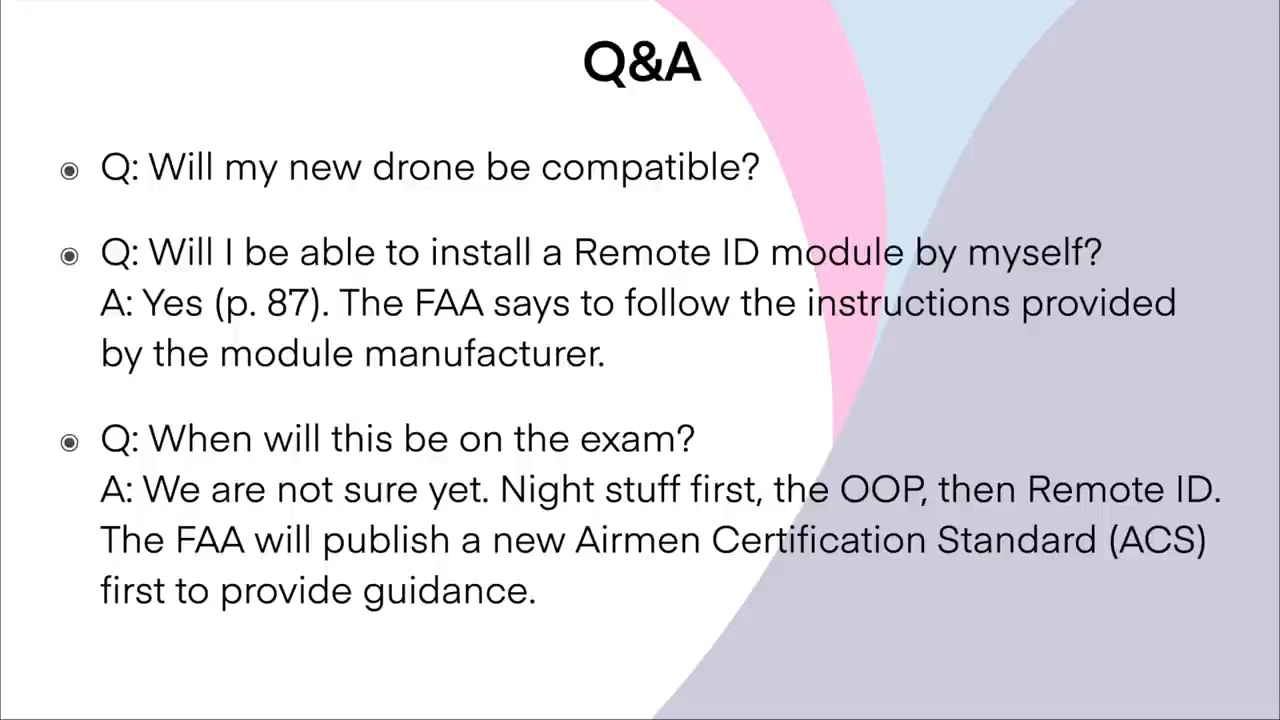 Q&A
Q: Will my new drone be compatible?
Q: Will I be able to install a Remote ID module by myself?
A: Yes (p. 87). The FAA says to follow the instructions provided
by the module manufacturer.
Q: When will this be on the exam?
A: We are not sure yet. Night stuff first, the OOP, then Remote ID.
The FAA will publish a new Airmen Certification Standard (ACS)
first to provide guidance.